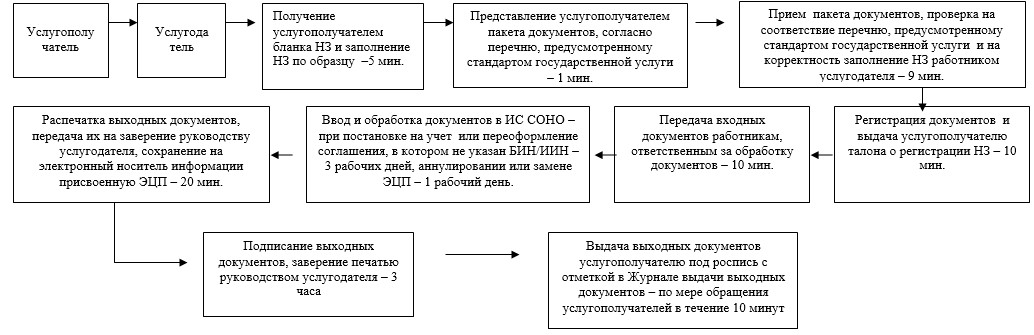 Услугополу
чатель
Услугода
тель
Получение
услугополучателем
бланка НЗ и заполнение
НЗ по образцу –5 мин.
Представление услугополучателем
пакета документов, согласно
перечню, предусмотренному
стандартом государственной услуги
– 1 мин.
Прием пакета документов, проверка на
соответствие перечню, предусмотренному
стандартом государственной услуги и на
корректность заполнение НЗ работником
услугодателя – 9 мин.
Регистрация документов и
выдача услугополучателю
талона о регистрации НЗ – 10
мин.
Передача входных
документов работникам,
ответственным за обработку
документов – 10 мин.
Ввод и обработка документов в ИС СОНО –
при постановке на учет или переоформление
соглашения, в котором не указан БИН/ИИН –
3 рабочих дней, аннулировании или замене
ЭЦП – 1 рабочий день.
Распечатка выходных документов,
передача их на заверение руководству
услугодателя, сохранение на
электронный носитель информации
присвоенную ЭЦП – 20 мин.
Подписание выходных
документов, заверение печатью
руководством услугодателя – 3
часа
Выдача выходных документов
услугополучателю под роспись с
отметкой в Журнале выдачи выходных
документов – по мере обращения
услугополучателей в течение 10 минут